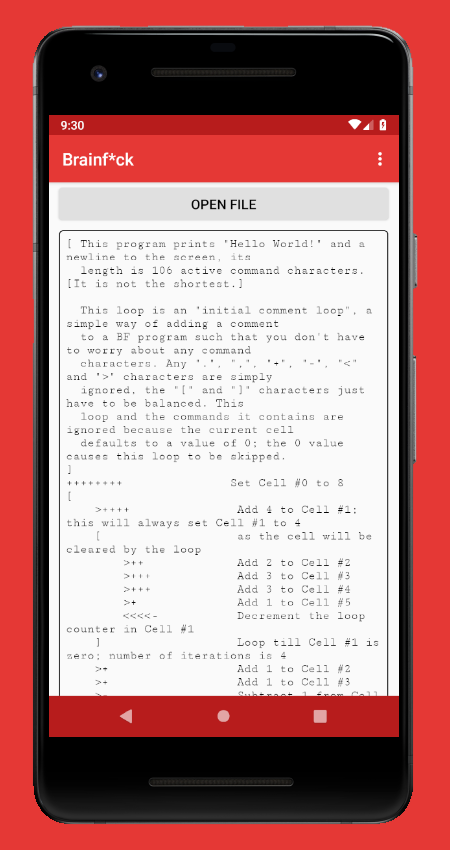 9:30
Brainf*ck
OPEN FILE
[ This program prints "Hello World!" and a
newline to the screen, its
length is 106 active command characters.
[It is not the shortest.]
This loop is an "initial comment loop", a
simple way of adding a comment
to a BF program such that you don't have
to worry about any command
characters. Any ".", ",", "+", "-", "<"
and ">" characters are simply
ignored, the "[" and "]" characters just
have to be balanced. This
loop and the commands it contains are
ignored because the current cell
defaults to a value of 0; the 0 value
causes this loop to be skipped.
]
++++++++ Set Cell #0 to 8
[
>++++ Add 4 to Cell #1;
this will always set Cell #1 to 4
[ as the cell will be
cleared by the loop
>++ Add 2 to Cell #2
>+++ Add 3 to Cell #3
>+++ Add 3 to Cell #4
>+ Add 1 to Cell #5
<<<<- Decrement the loop
counter in Cell #1
] Loop till Cell #1 is
zero; number of iterations is 4
>+ Add 1 to Cell #2
>+ Add 1 to Cell #3
>- Subtract 1 from Cell